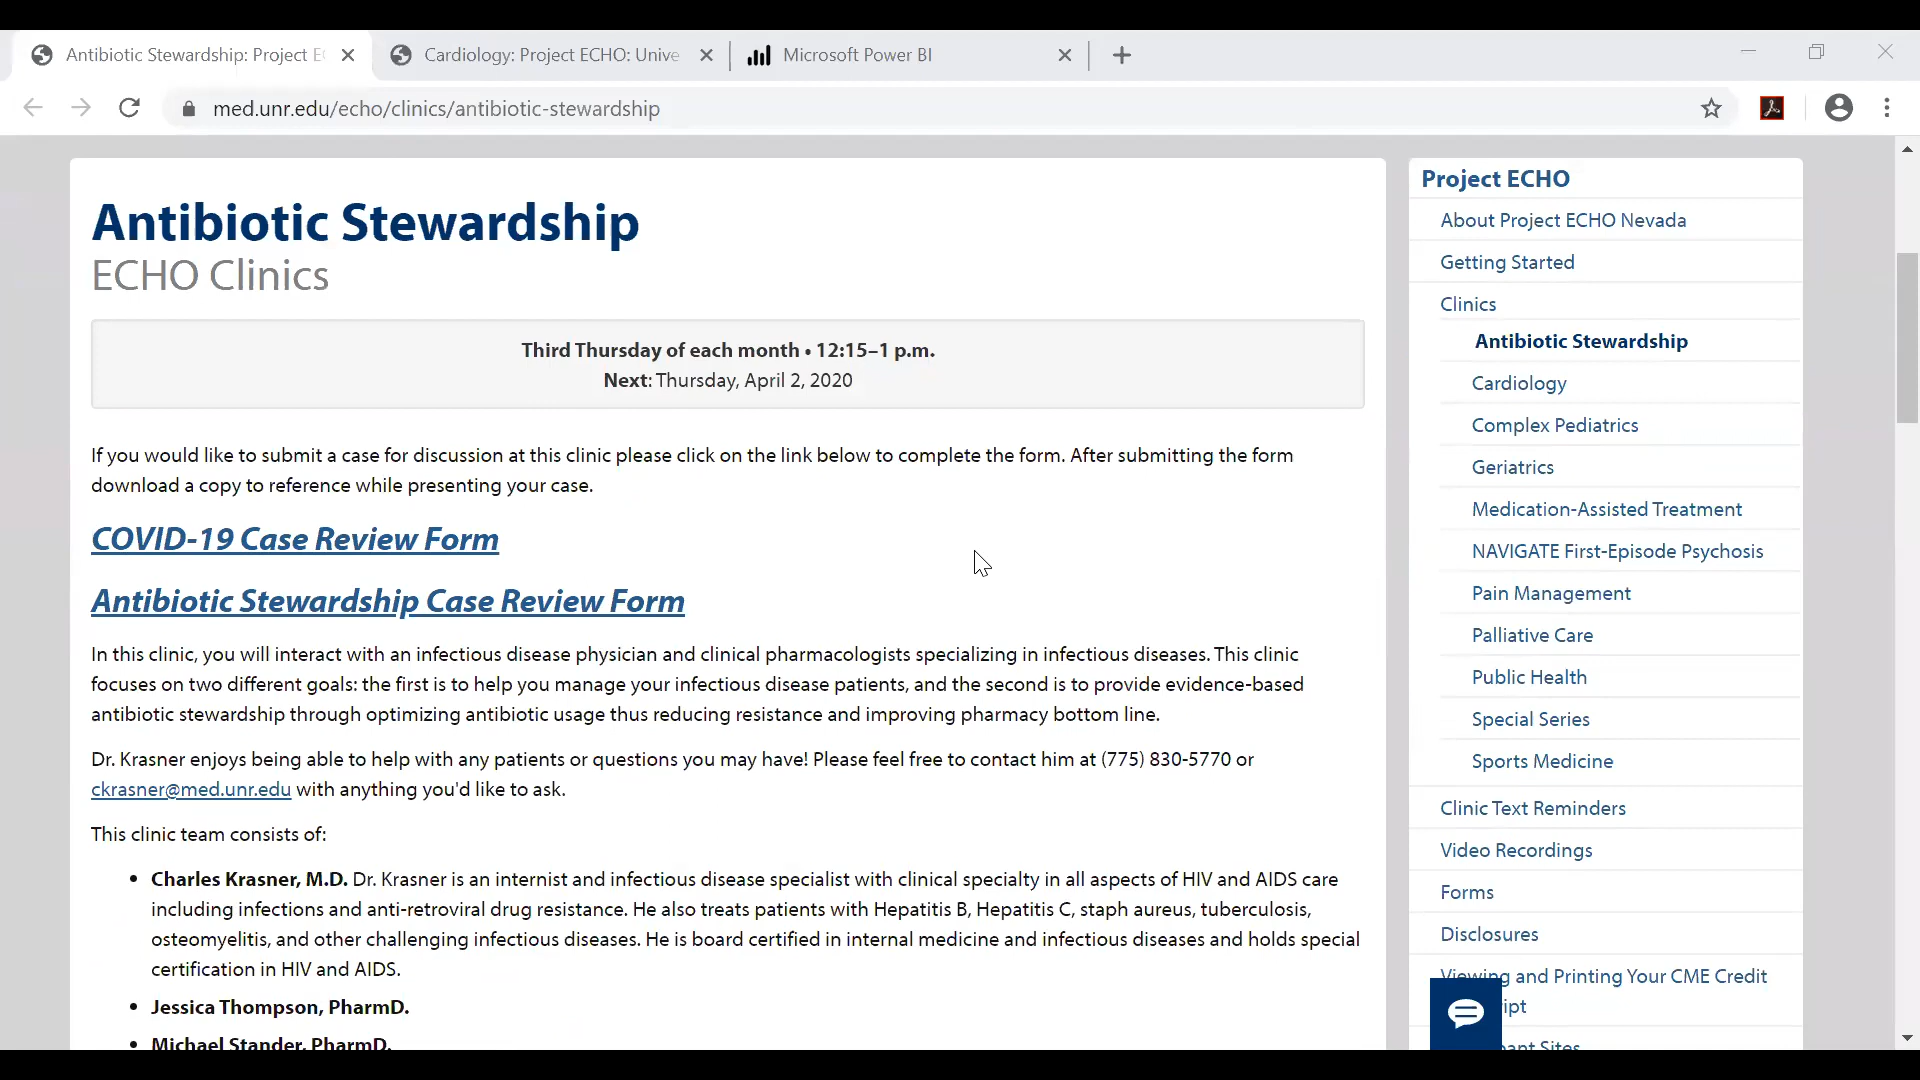 Antibiotic Stewardship: Project E
Cardiology: Project ECHO: Unive
Microsoft Power BI
med.unr.edu/echo/clinics/antibiotic-stewardship
Antibiotic Stewardship
ECHO Clinics
Third Thursday of each month • 12:15–1 p.m.
Next: Thursday, April 2, 2020
If you would like to submit a case for discussion at this clinic please click on the link below to complete the form. After submitting the form
download a copy to reference while presenting your case.
COVID-19 Case Review Form
Antibiotic Stewardship Case Review Form
In this clinic, you will interact with an infectious disease physician and clinical pharmacologists specializing in infectious diseases. This clinic
focuses on two different goals: the first is to help you manage your infectious disease patients, and the second is to provide evidence-based
antibiotic stewardship through optimizing antibiotic usage thus reducing resistance and improving pharmacy bottom line.
Dr. Krasner enjoys being able to help with any patients or questions you may have! Please feel free to contact him at (775) 830-5770 or
ckrasner@med.unr.edu with anything you'd like to ask.
This clinic team consists of:
• Charles Krasner, M.D. Dr. Krasner is an internist and infectious disease specialist with clinical specialty in all aspects of HIV and AIDS care
including infections and anti-retroviral drug resistance. He also treats patients with Hepatitis B, Hepatitis C, staph aureus, tuberculosis,
osteomyelitis, and other challenging infectious diseases. He is board certified in internal medicine and infectious diseases and holds special
certification in HIV and AIDS.
• Jessica Thompson, PharmD.
• Michael Stander, PharmD.
Project ECHO
About Project ECHO Nevada
Getting Started
Clinics
Antibiotic Stewardship
Cardiology
Complex Pediatrics
Geriatrics
Medication-Assisted Treatment
NAVIGATE First-Episode Psychosis
Pain Management
Palliative Care
Public Health
Special Series
Sports Medicine
Clinic Text Reminders
Video Recordings
Forms
Disclosures
Viewing and Printing Your CME Credit
ipt
pant Sites